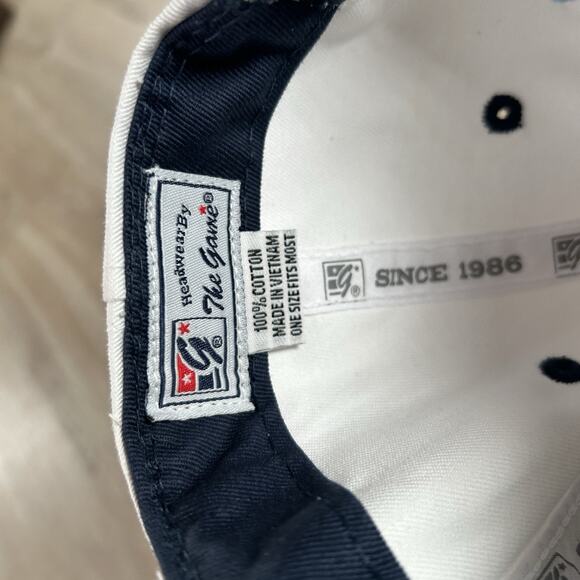 Headwear By
The Game®
G®
100% COTTON
MADE IN VIETNAM
ONE SIZE FITS MOST
G® SINCE 1986